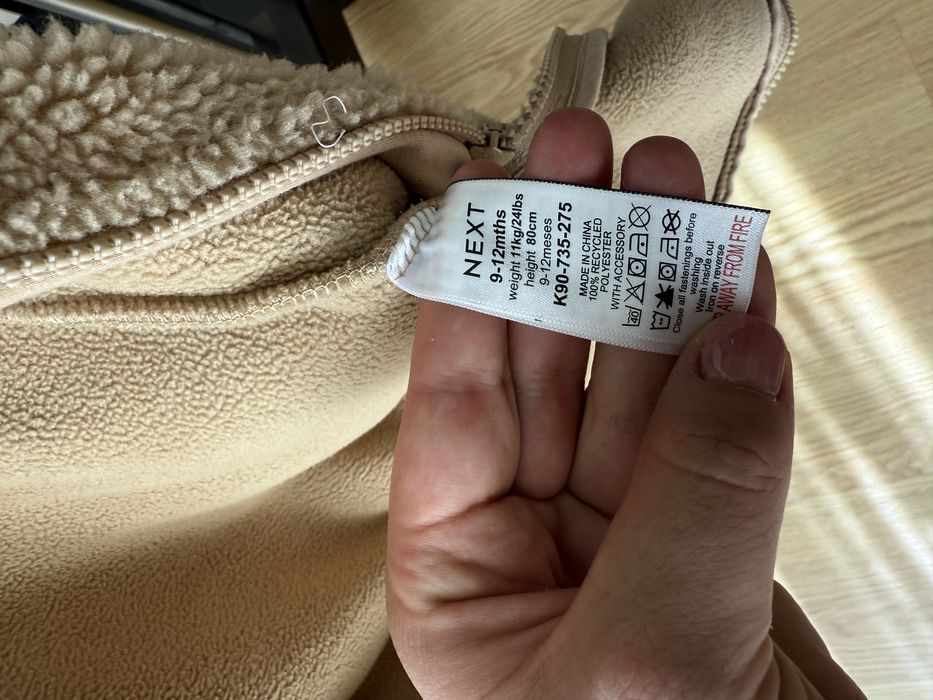 NEXT
9-12mths
weight 11kg/24lbs
height 80cm
9-12meses
K90-735-275
MADE IN CHINA
100% RECYCLED
POLYESTER
WITH ACCESSORY
40
Close all fastenings before
washing
Wash inside out
Iron on reverse
AWAY FROM FIRE